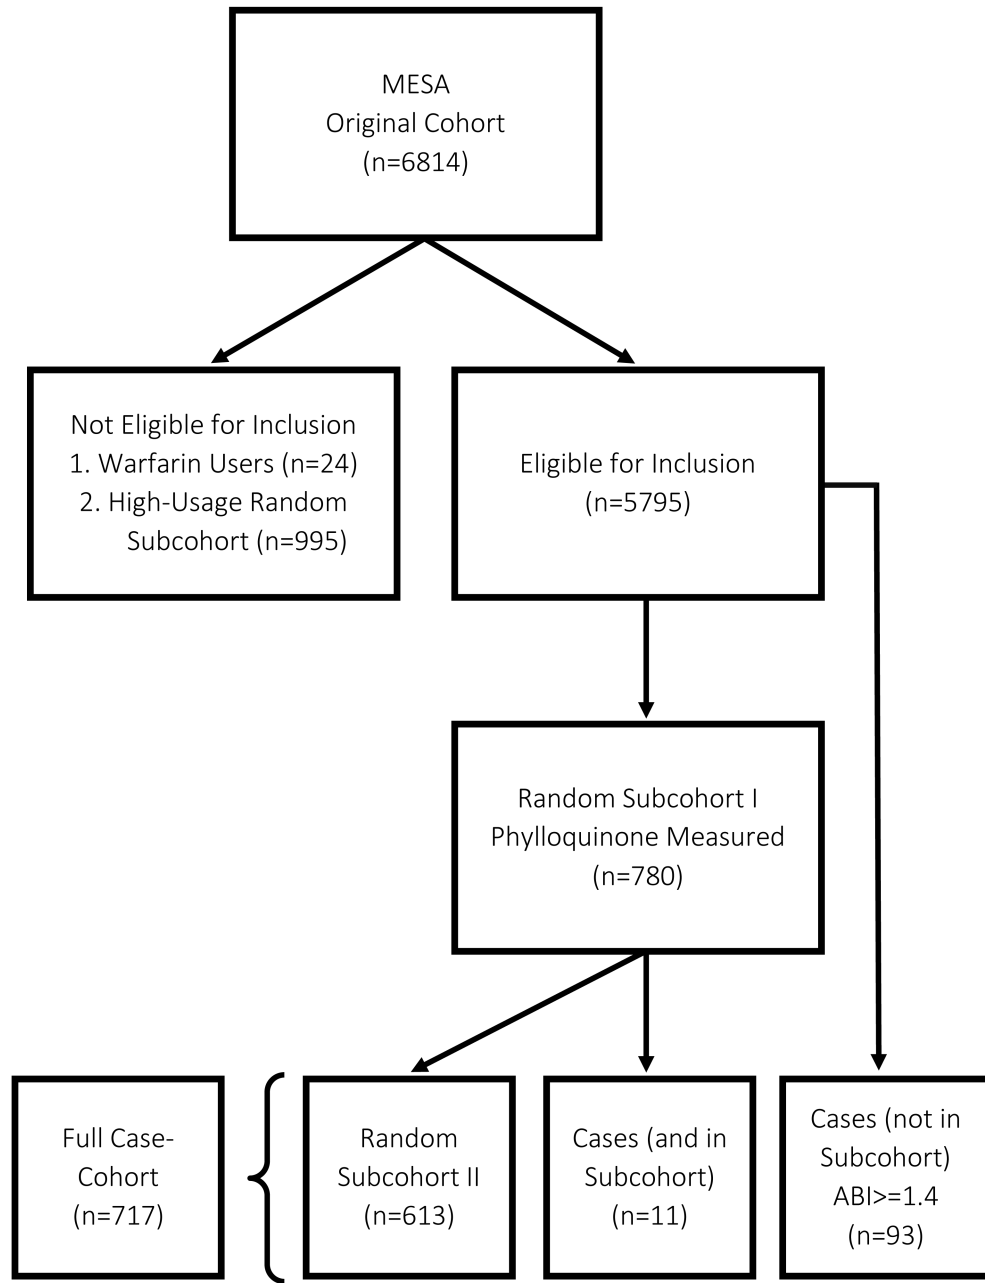 MESA
Original Cohort
(n=6814)
Not Eligible for Inclusion
1. Warfarin Users (n=24)
2. High-Usage Random
Subcohort (n=995)
Eligible for Inclusion
(n=5795)
Random Subcohort I
Phylloquinone Measured
(n=780)
Full Case-
Cohort
(n=717)
Random
Subcohort II
(n=613)
Cases (and in
Subcohort)
(n=11)
Cases (not in
Subcohort)
ABI>=1.4
(n=93)